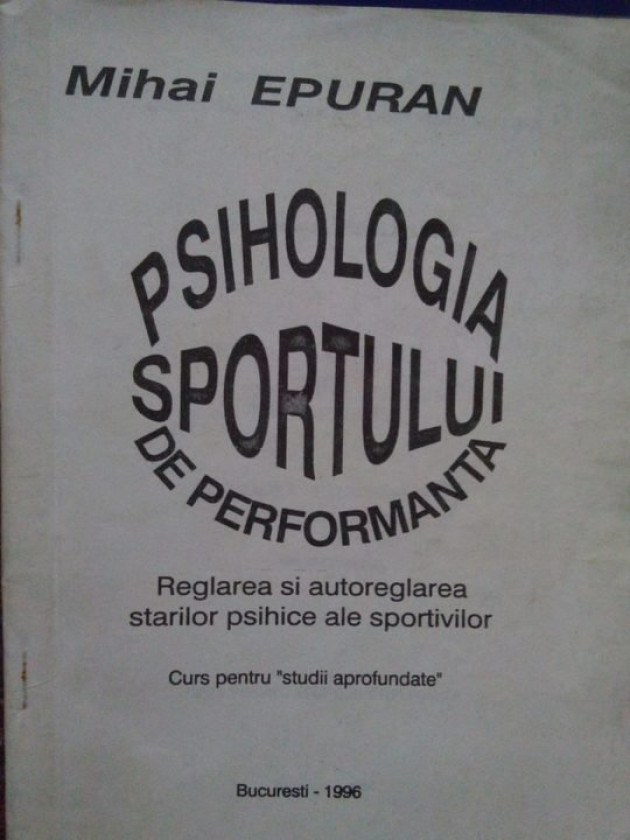 Mihai EPURAN
PSIHOLOGIA
SPORTULUI
DE PERFORMANTA
Reglarea si autoreglarea
starilor psihice ale sportivilor
Curs pentru "studii aprofundate"
Bucuresti - 1996